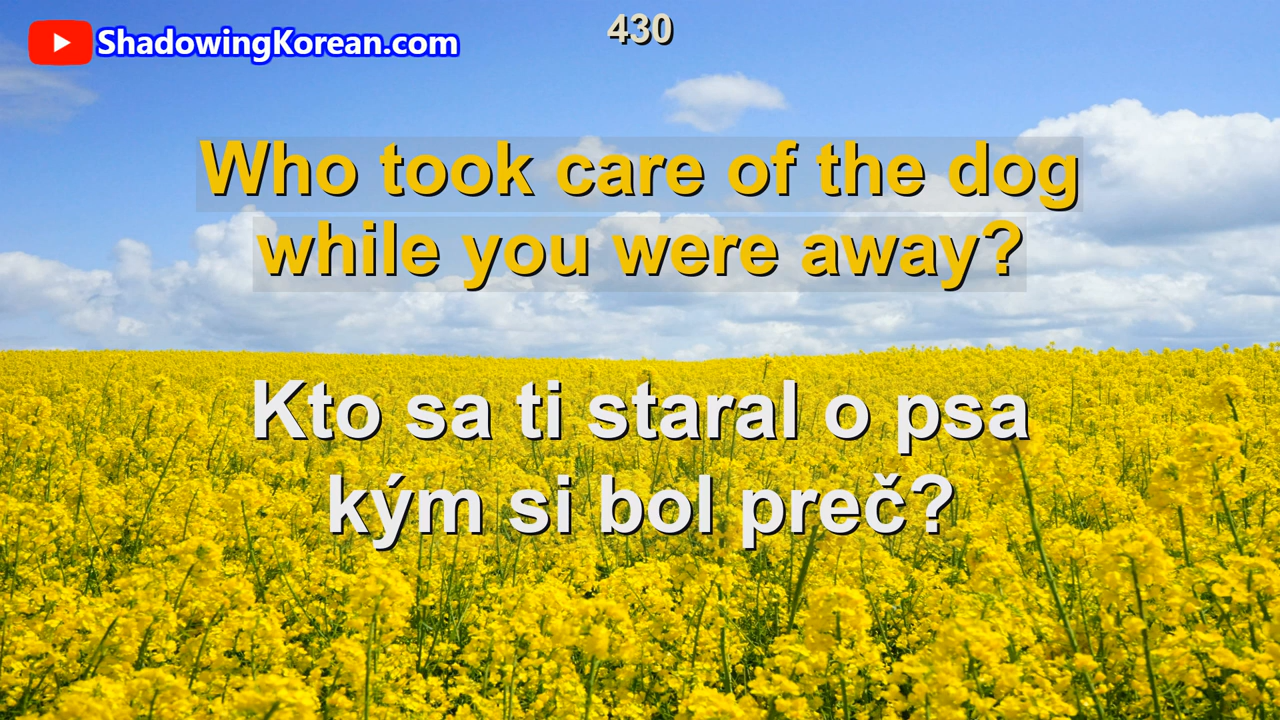 ShadowingKorean.com
430
Who took care of the dog
while you were away?
Kto sa ti staral o psa
kým si bol preč?